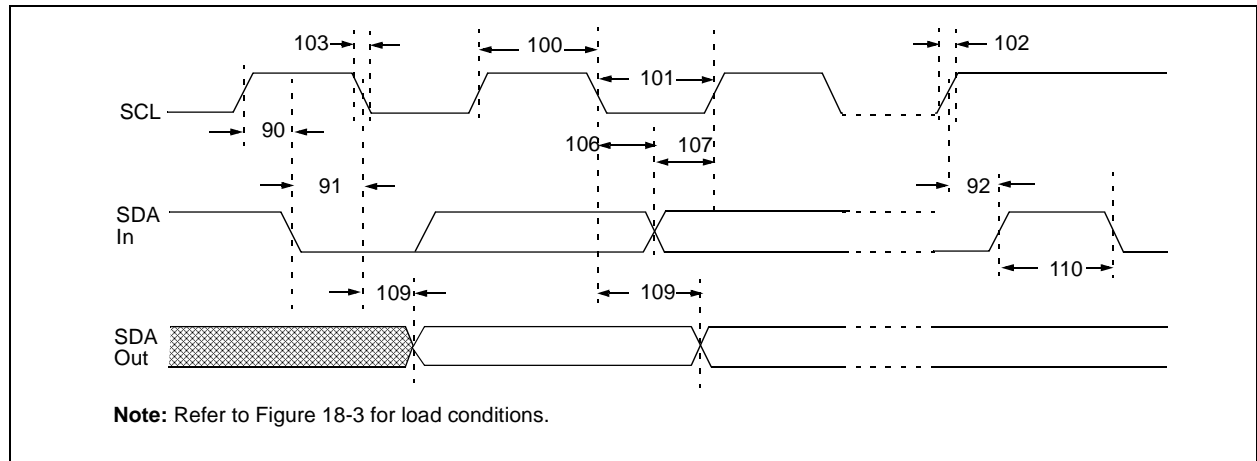 103
100
102
101
SCL
90
106
107
91
92
SDA
In
110
109
109
SDA
Out
Note: Refer to Figure 18-3 for load conditions.